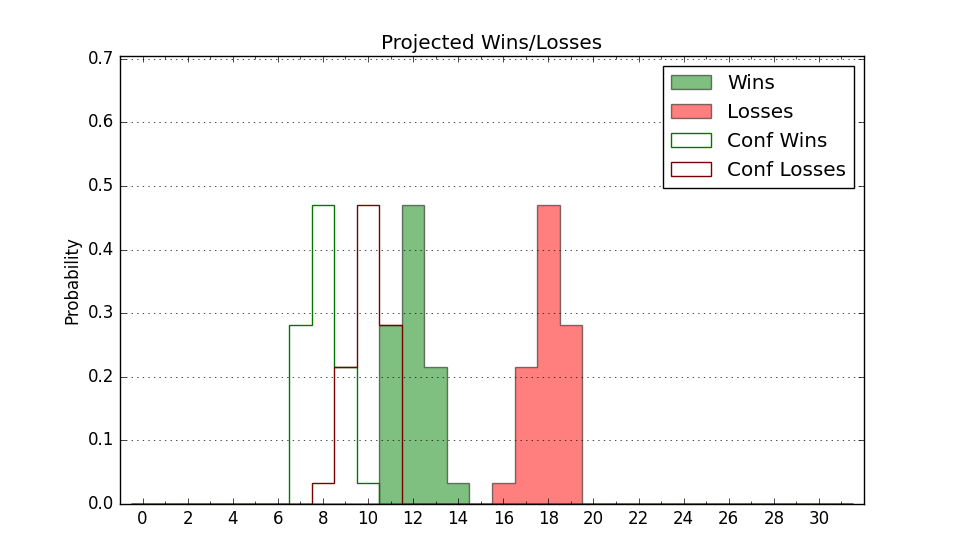 Projected Wins/Losses
0.7
0.6
0.5
0.4
0.3
0.2
0.1
0.0
Probability
Wins
Losses
Conf Wins
Conf Losses
0 2 4 6 8 10 12 14 16 18 20 22 24 26 28 30